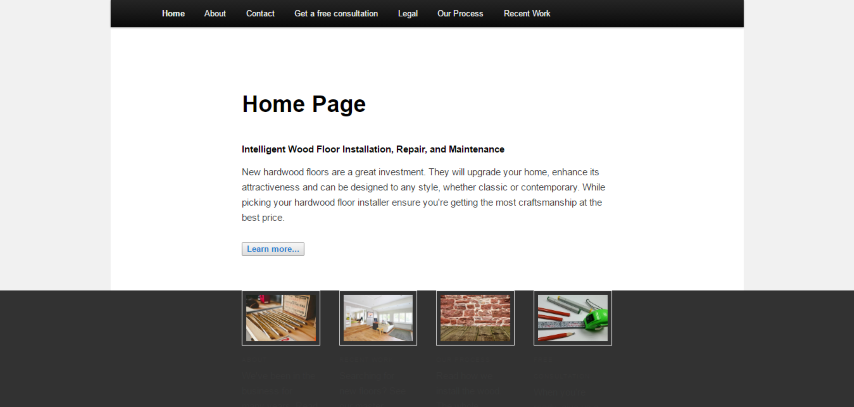 Home About Contact Get a free consultation Legal Our Process Recent Work
Home Page
Intelligent Wood Floor Installation, Repair, and Maintenance
New hardwood floors are a great investment. They will upgrade your home, enhance its
attractiveness and can be designed to any style, whether classic or contemporary. While
picking your hardwood floor installer ensure you're getting the most craftsmanship at the
best price.
Learn more...